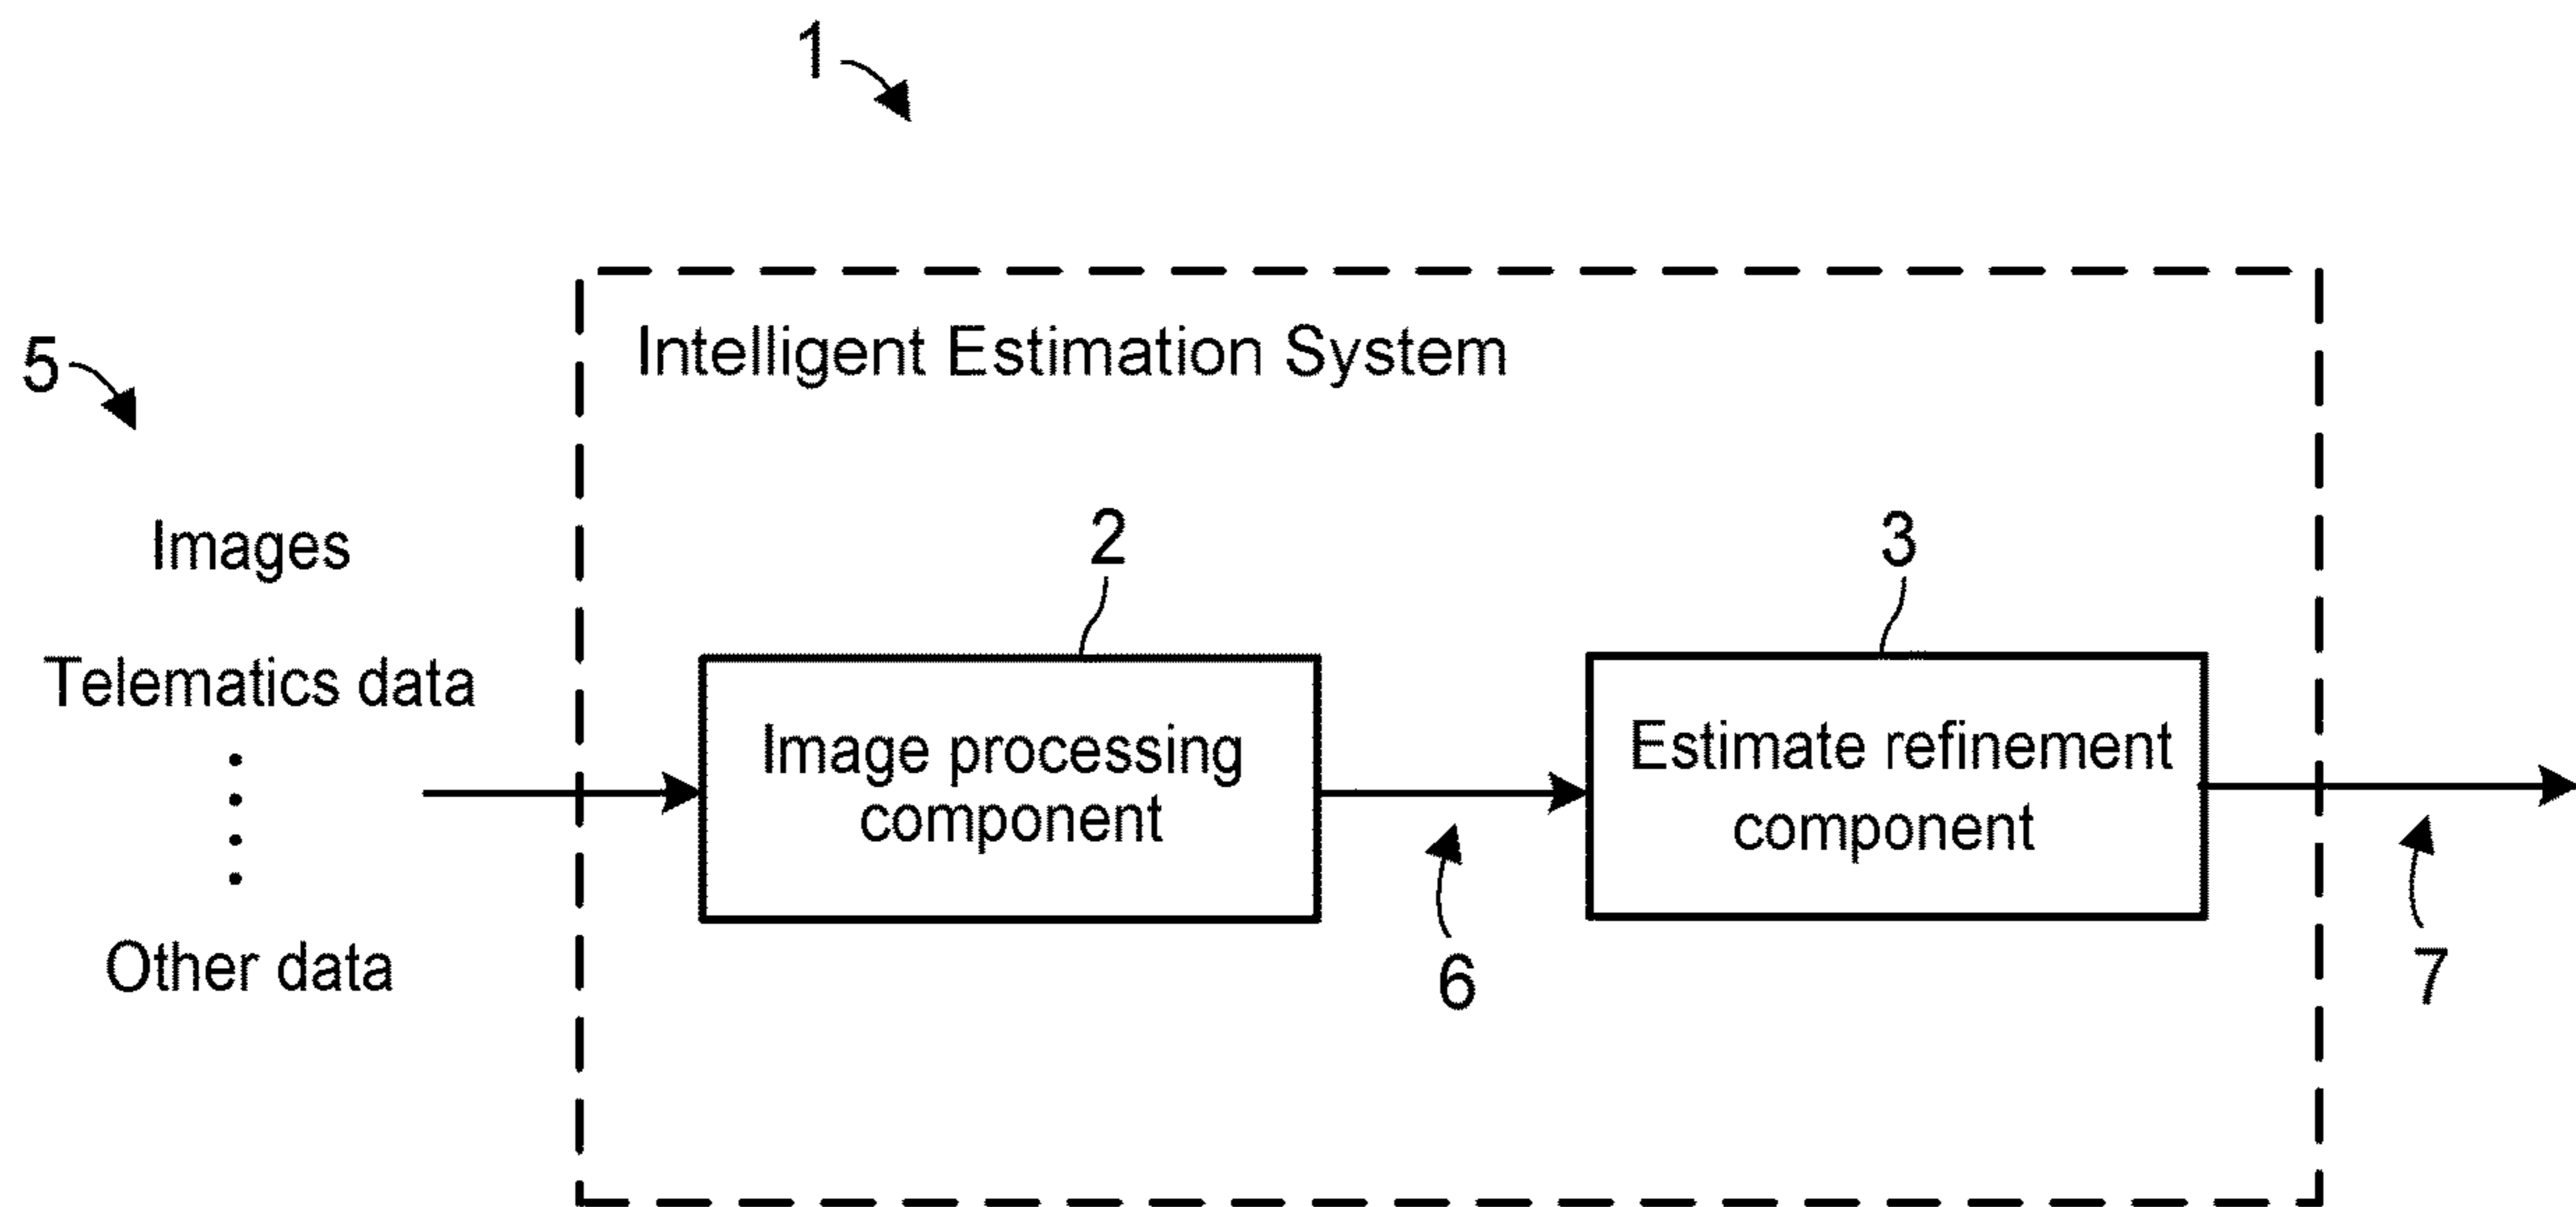 1
5
Intelligent Estimation System
Images
Telematics data
Other data
2
Image processing
component
6
3
Estimate refinement
component
7